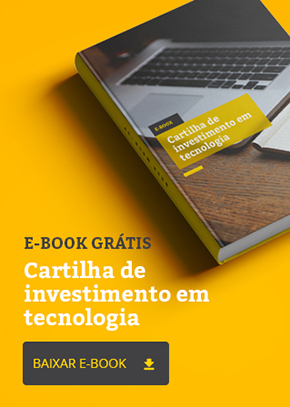 E-BOOK
Cartilha de
investimento em
tecnologia
E-BOOK GRÁTIS
Cartilha de
investimento em
tecnologia
BAIXAR E-BOOK